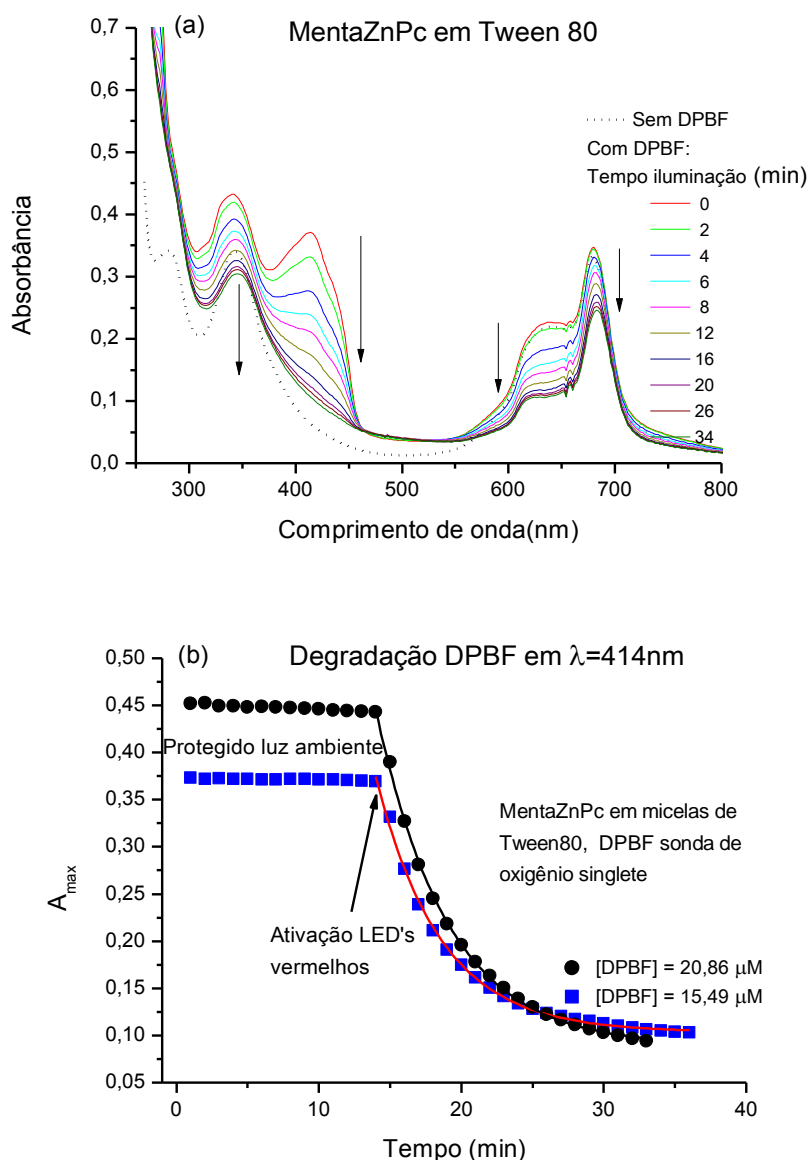 (a) MentaZnPc em Tween 80
0,7
0,6
0,5
0,4
0,3
0,2
0,1
0,0
Absorbância
Sem DPBF
Com DPBF:
Tempo iluminação (min)
0
2
4
6
8
12
16
20
26
34
300 400 500 600 700 800
Comprimento de onda(nm)
(b) Degradação DPBF em λ=414nm
0,50
0,45
0,40
0,35
0,30
0,25
0,20
0,15
0,10
0,05
Amax
Protegido luz ambiente
MentaZnPc em micelas de
Tween80, DPBF sonda de
oxigênio singlete
Ativação LED's
vermelhos
[DPBF] = 20,86 μM
[DPBF] = 15,49 μM
0 10 20 30 40
Tempo (min)